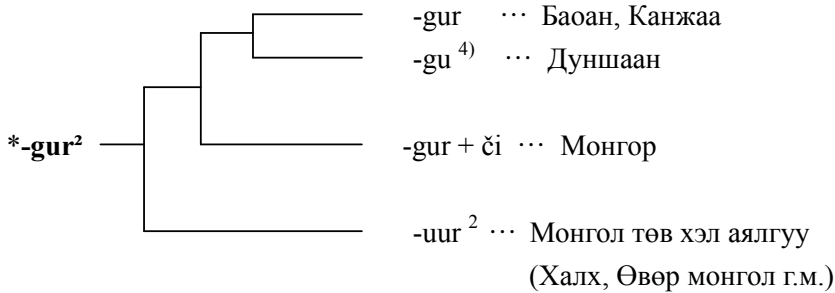 -gur ··· Баоан, Канжаа
-gu ⁴⁾ ··· Дуншаан
*-gur² -gur + či ··· Монгор
-uur ² ··· Монгол төв хэл аялгуу
(Халх, Өвөр монгол г.м.)